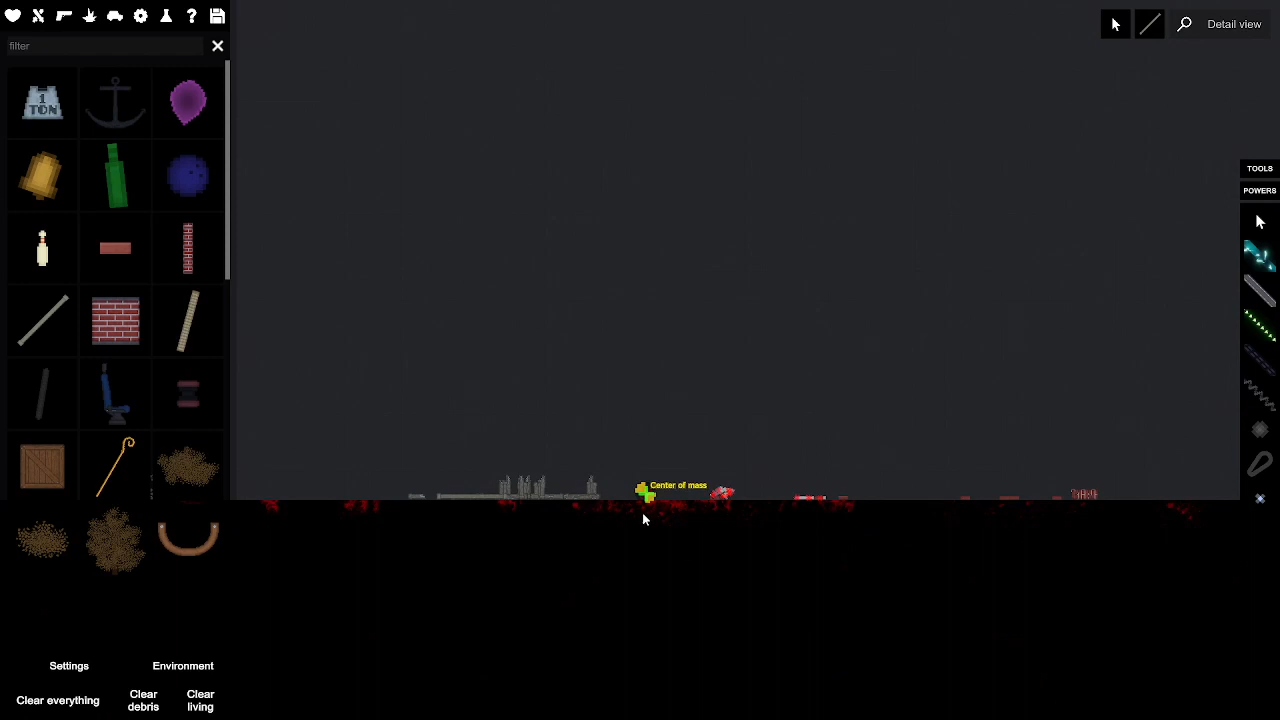 filter
Detail view
1
TON
TOOLS
POWERS
Center of mass
Settings
Environment
Clear everything
Clear
debris
Clear
living